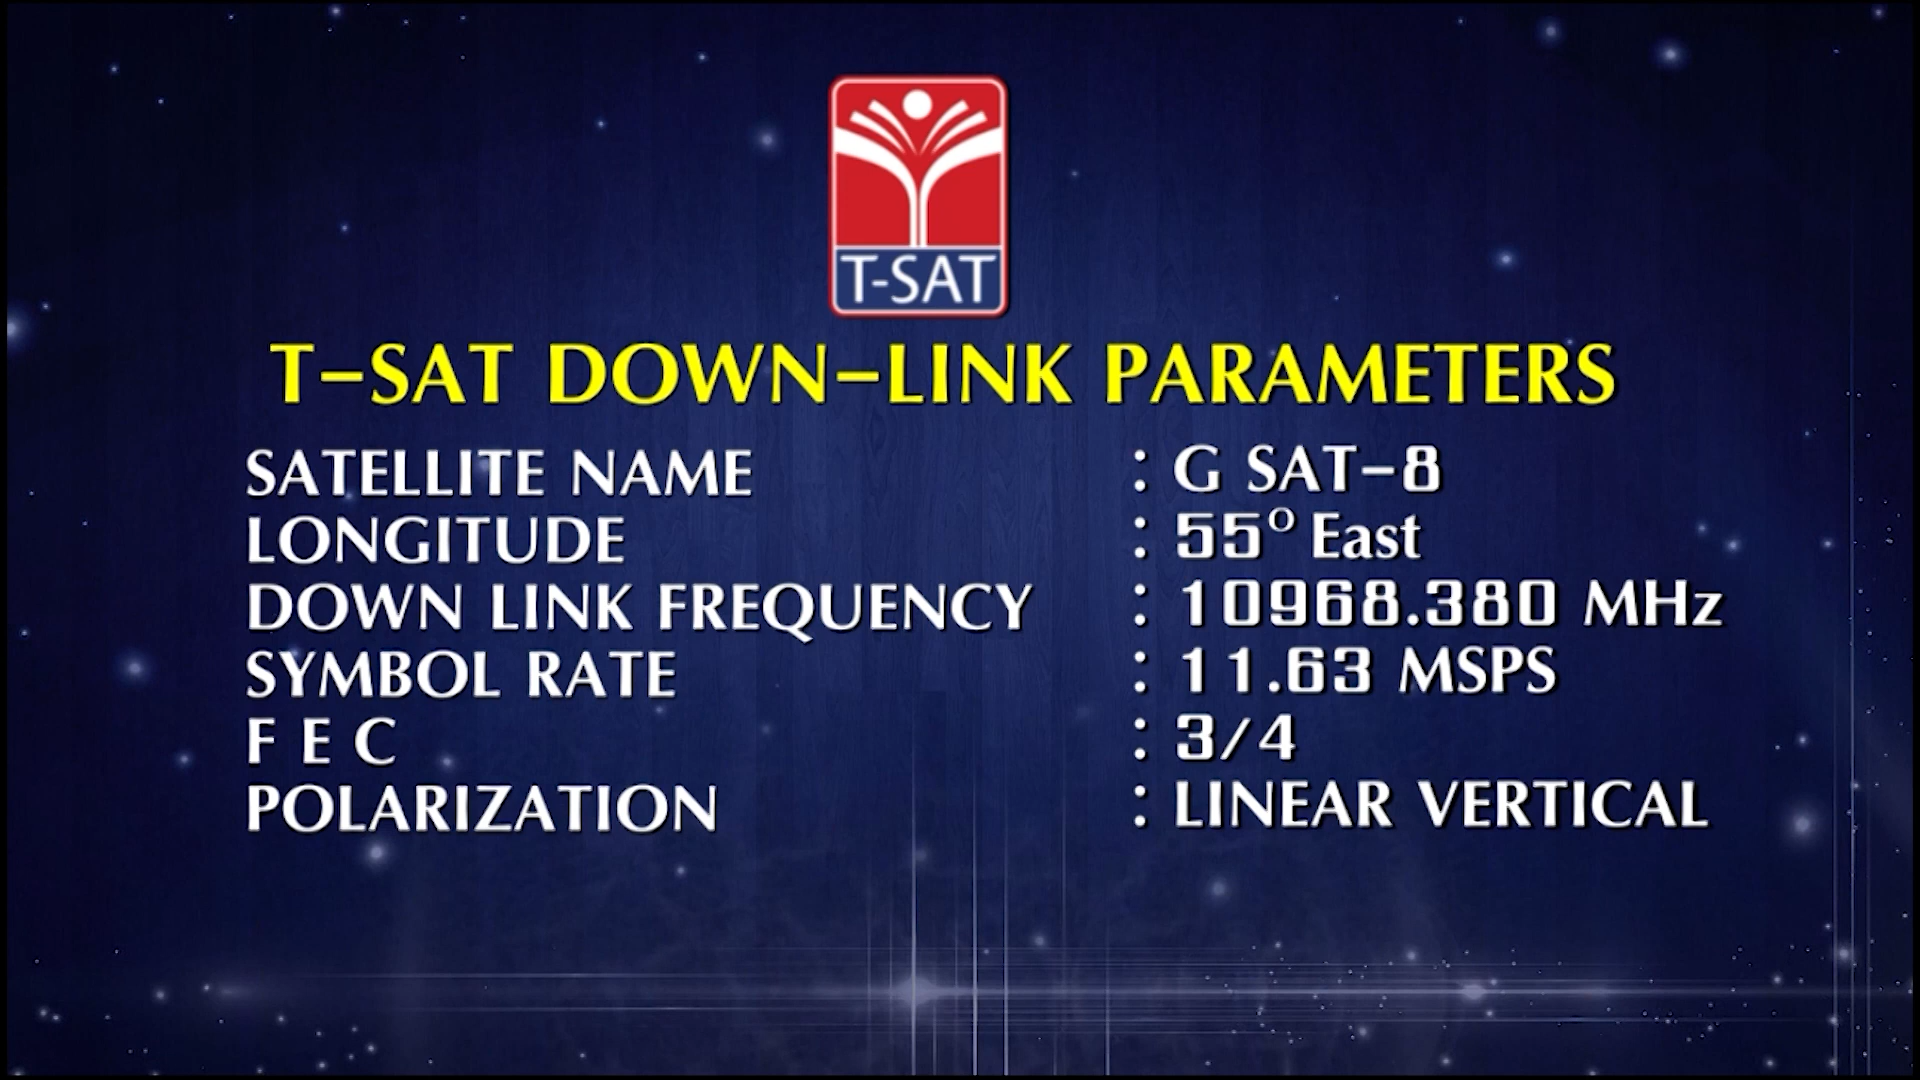 T-SAT
T-SAT DOWN-LINK PARAMETERS
SATELLITE NAME : G SAT-8
LONGITUDE : 55° East
DOWN LINK FREQUENCY : 10968.380 MHz
SYMBOL RATE : 11.63 MSPS
F E C : 3/4
POLARIZATION : LINEAR VERTICAL